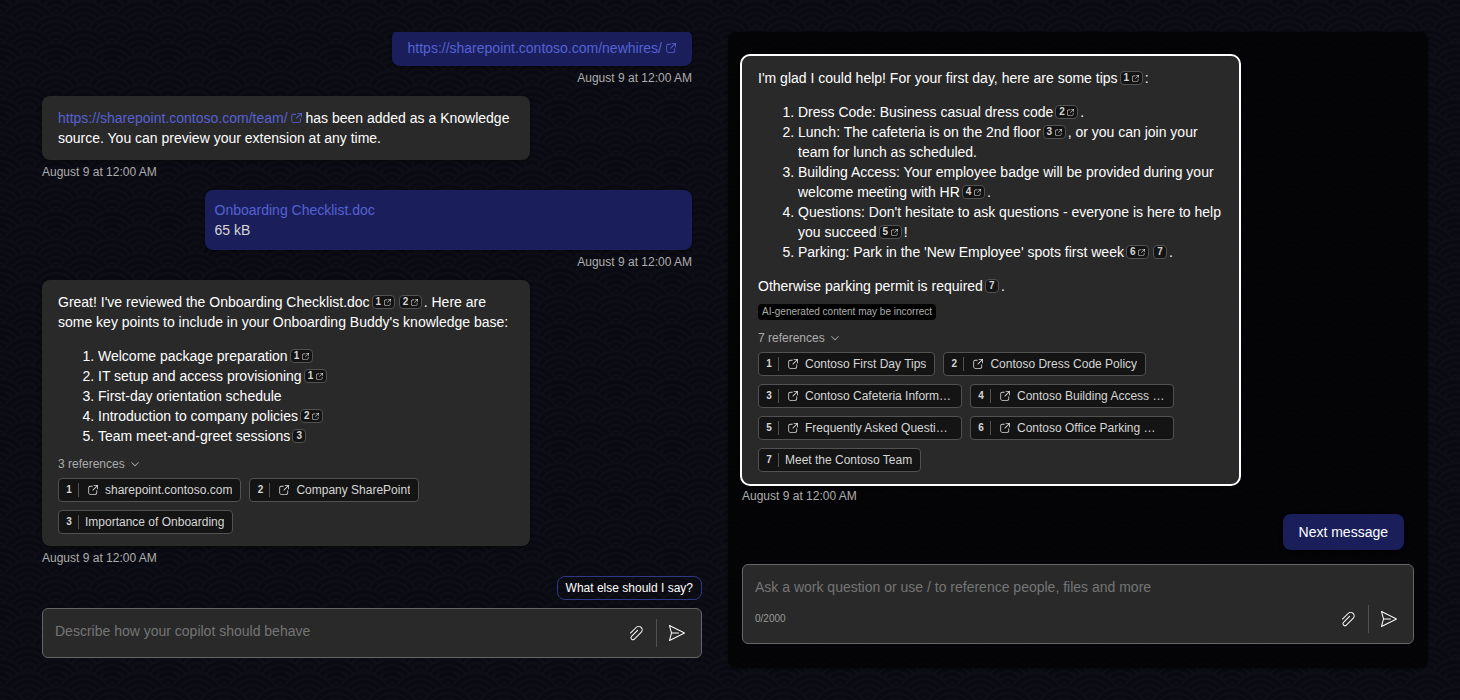 https://sharepoint.contoso.com/newhires/
August 9 at 12:00 AM
https://sharepoint.contoso.com/team/ has been added as a Knowledge
source. You can preview your extension at any time.
August 9 at 12:00 AM
Onboarding Checklist.doc
65 kB
August 9 at 12:00 AM
Great! I've reviewed the Onboarding Checklist.doc 1 2 . Here are
some key points to include in your Onboarding Buddy's knowledge base:
1. Welcome package preparation 1
2. IT setup and access provisioning 1
3. First-day orientation schedule
4. Introduction to company policies 2
5. Team meet-and-greet sessions 3
3 references
1 sharepoint.contoso.com 2 Company SharePoint
3 Importance of Onboarding
August 9 at 12:00 AM
What else should I say?
Describe how your copilot should behave
I'm glad I could help! For your first day, here are some tips 1 :
1. Dress Code: Business casual dress code 2 .
2. Lunch: The cafeteria is on the 2nd floor 3 , or you can join your
team for lunch as scheduled.
3. Building Access: Your employee badge will be provided during your
welcome meeting with HR 4 .
4. Questions: Don't hesitate to ask questions - everyone is here to help
you succeed 5 !
5. Parking: Park in the 'New Employee' spots first week 6 7 .
Otherwise parking permit is required 7 .
AI-generated content may be incorrect
7 references
1 Contoso First Day Tips 2 Contoso Dress Code Policy
3 Contoso Cafeteria Inform… 4 Contoso Building Access …
5 Frequently Asked Questi… 6 Contoso Office Parking …
7 Meet the Contoso Team
August 9 at 12:00 AM
Next message
Ask a work question or use / to reference people, files and more
0/2000